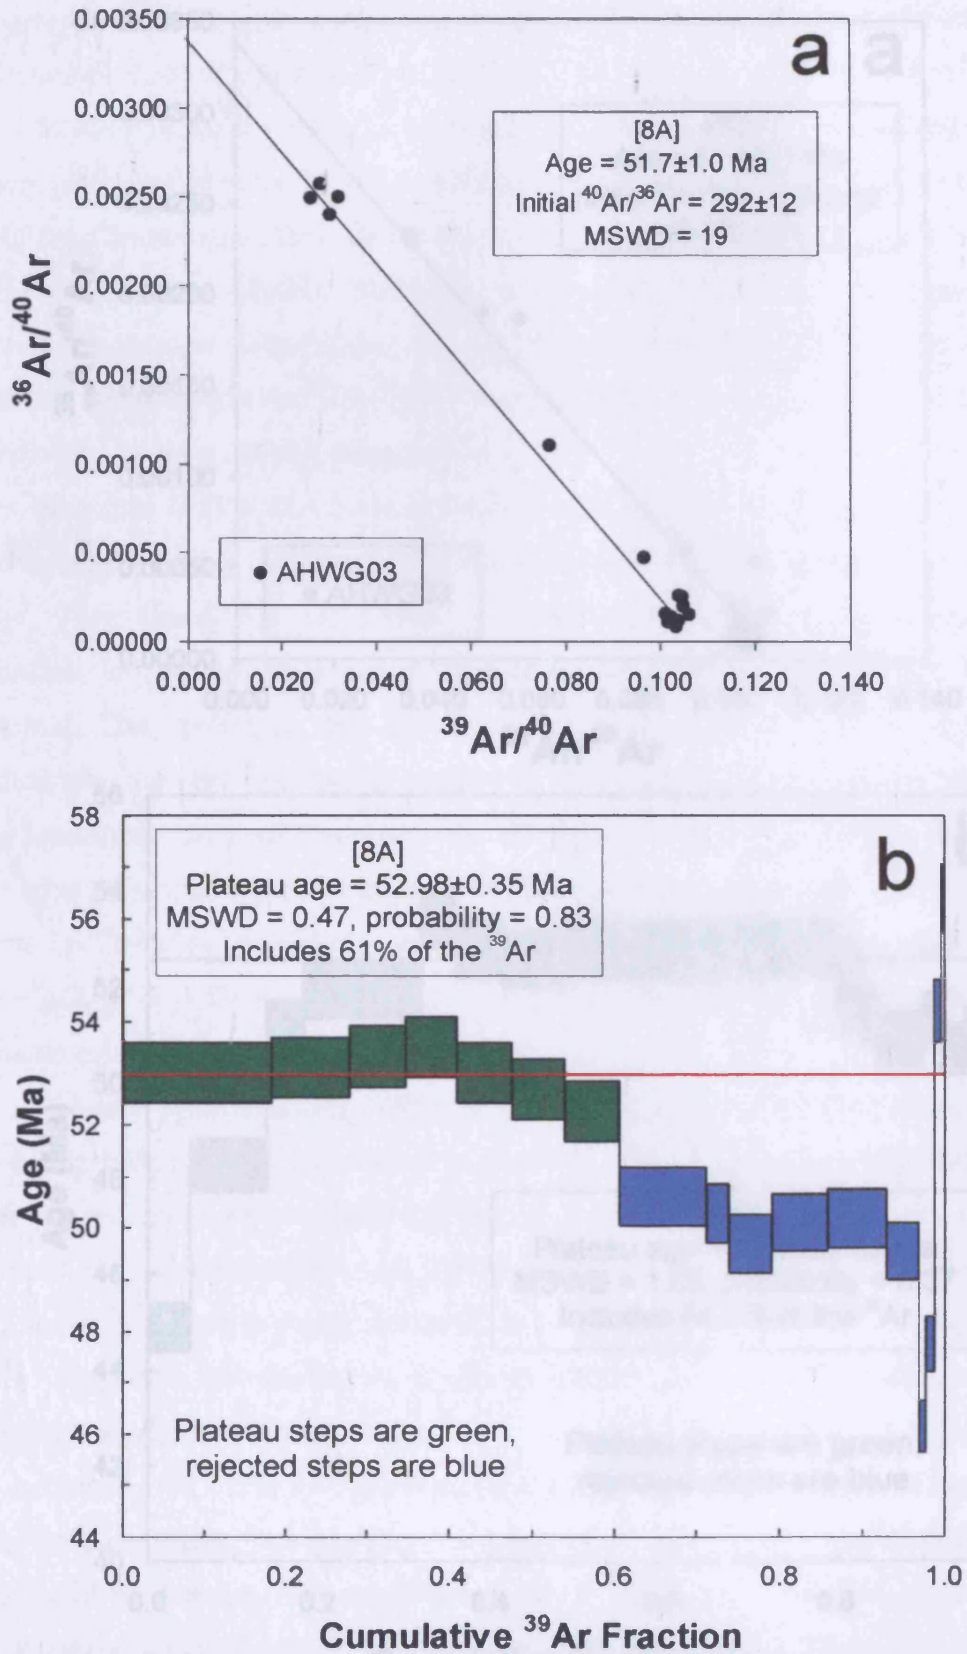 a
0.00350
0.00300
0.00250
0.00200
0.00150
0.00100
0.00050
0.00000
³⁶Ar/⁴⁰Ar
[8A]
Age = 51.7±1.0 Ma
Initial ⁴⁰Ar/³⁶Ar = 292±12
MSWD = 19
AHWG03
0.000 0.020 0.040 0.060 0.080 0.100 0.120 0.140
³⁹Ar/⁴⁰Ar
b
58
56
54
52
50
48
46
44
Age (Ma)
[8A]
Plateau age = 52.98±0.35 Ma
MSWD = 0.47, probability = 0.83
Includes 61% of the ³⁹Ar
Plateau steps are green,
rejected steps are blue
0.0 0.2 0.4 0.6 0.8 1.0
Cumulative ³⁹Ar Fraction